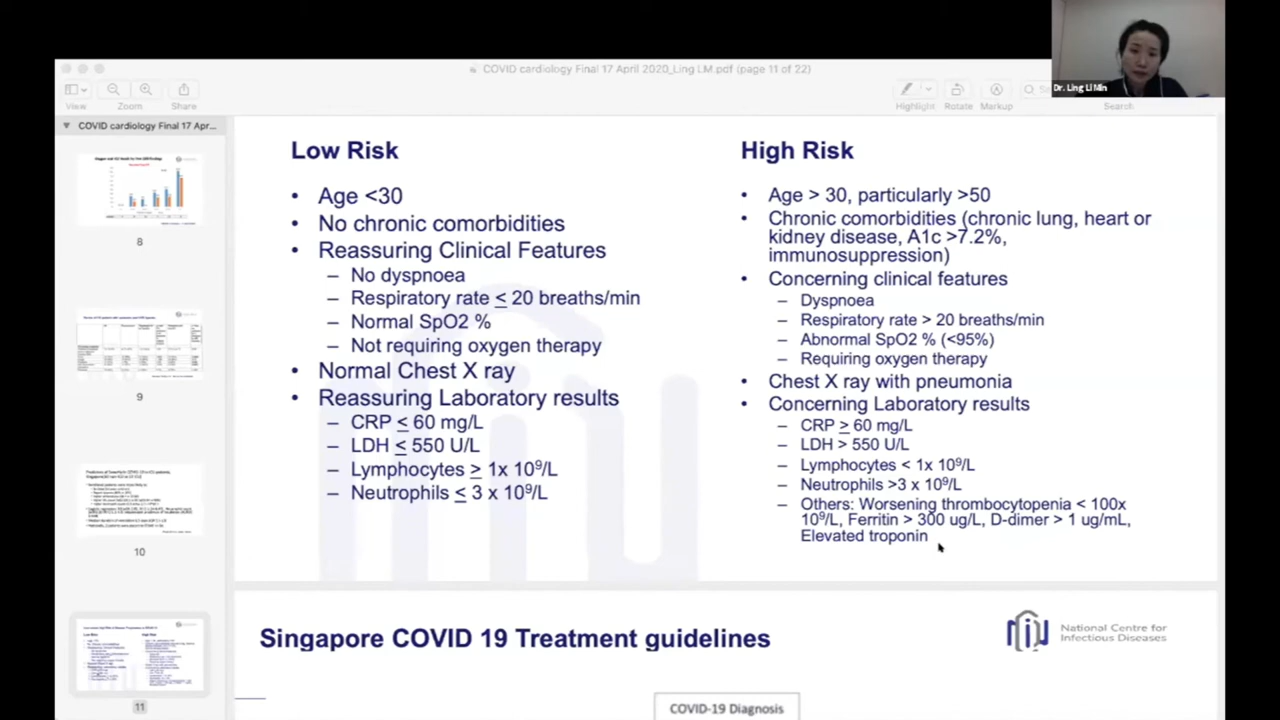 COVID cardiology Final 17 April 2020_Ling LM.pdf (page 11 of 22)
Dr. Ling Li Min
View
Zoom
Share
Highlight
Rotate
Markup
Search
COVID cardiology Final 17 Apr...
8
9
10
11
Low Risk
• Age <30
• No chronic comorbidities
• Reassuring Clinical Features
– No dyspnoea
– Respiratory rate ≤ 20 breaths/min
– Normal SpO2 %
– Not requiring oxygen therapy
• Normal Chest X ray
• Reassuring Laboratory results
– CRP ≤ 60 mg/L
– LDH ≤ 550 U/L
– Lymphocytes ≥ 1x 10⁹/L
– Neutrophils ≤ 3 x 10⁹/L
High Risk
• Age > 30, particularly >50
• Chronic comorbidities (chronic lung, heart or
kidney disease, A1c >7.2%,
immunosuppression)
• Concerning clinical features
– Dyspnoea
– Respiratory rate > 20 breaths/min
– Abnormal SpO2 % (<95%)
– Requiring oxygen therapy
• Chest X ray with pneumonia
• Concerning Laboratory results
– CRP ≥ 60 mg/L
– LDH > 550 U/L
– Lymphocytes < 1x 10⁹/L
– Neutrophils >3 x 10⁹/L
– Others: Worsening thrombocytopenia < 100x
10⁹/L, Ferritin > 300 ug/L, D-dimer > 1 ug/mL,
Elevated troponin
Singapore COVID 19 Treatment guidelines
National Centre for
Infectious Diseases
COVID-19 Diagnosis